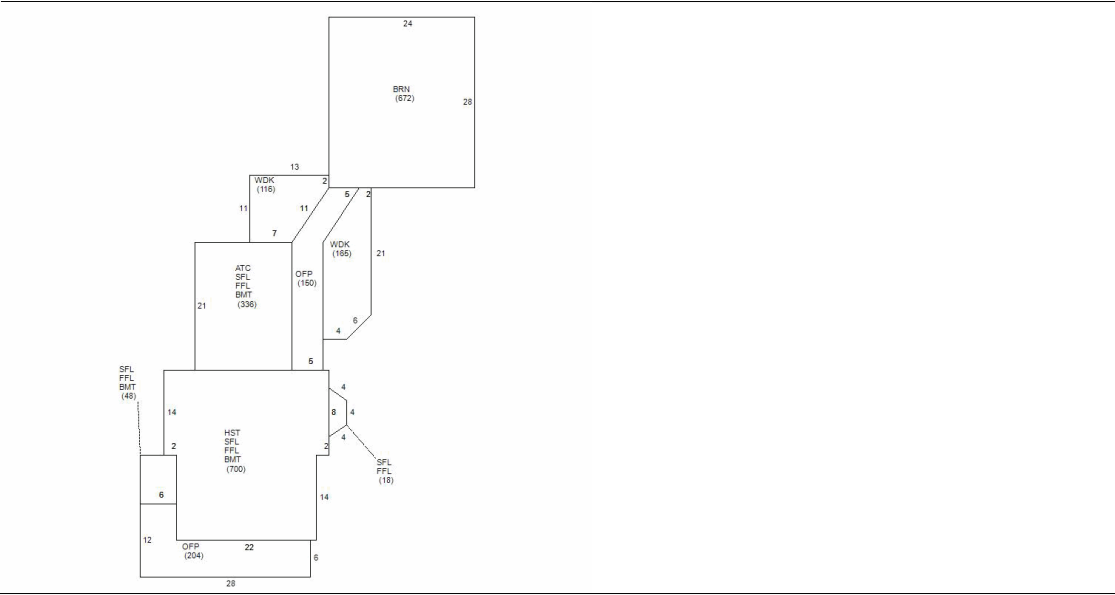 24
BRN
(672)
28
13
WDK
(116)
2
5
2
11
11
7
WDK
(165)
21
ATC
SFL
FFL
BMT
(336)
OFP
(150)
21
6
4
5
SFL
FFL
BMT
(48)
4
14
8
4
HST
SFL
FFL
BMT
(700)
4
2
2
SFL
FFL
(18)
6
14
12
OFP
(204)
22
6
28